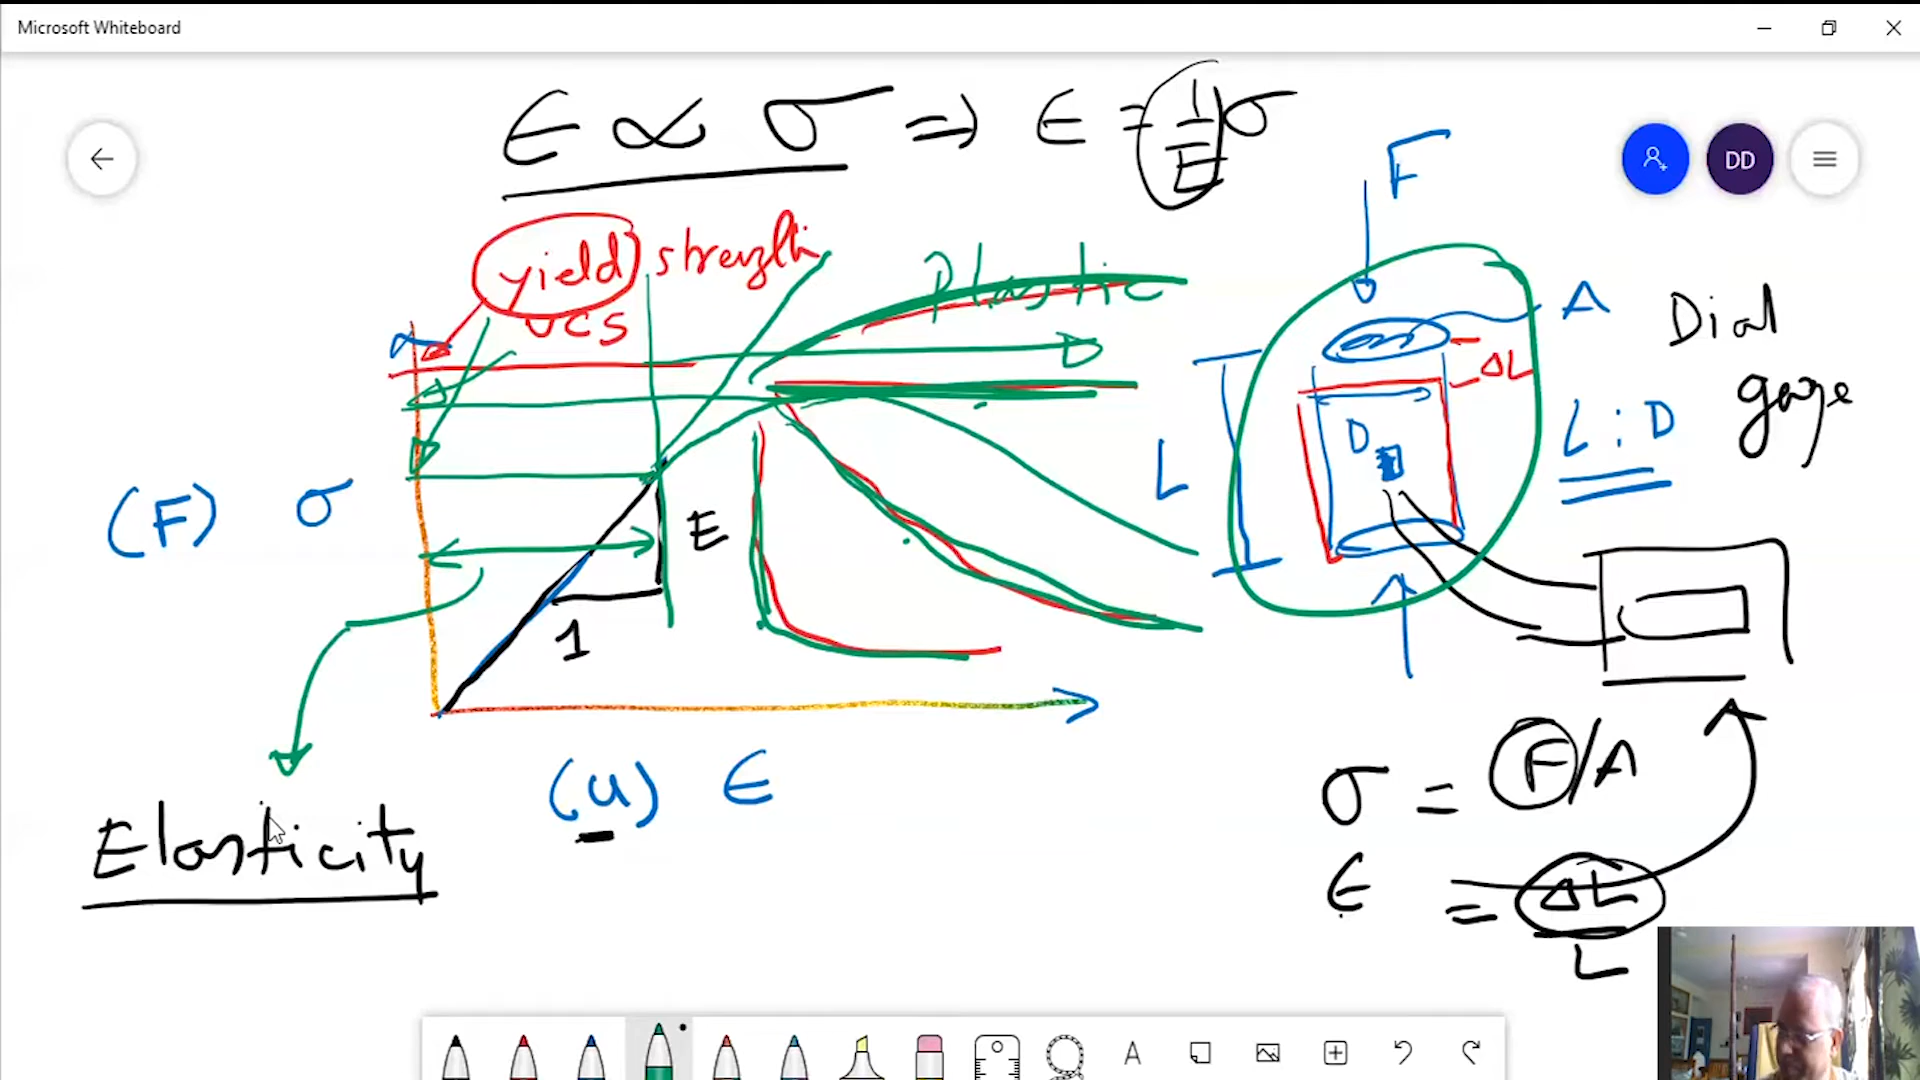 Microsoft Whiteboard
ϵ ∝ σ ⇒ ϵ = 1/E σ
DD
F
yield strength
UCS
Plastic
A
Dial
gage
ΔL
D
L : D
L
(F) σ
E
1
(u) ϵ
σ = F/A
ϵ = ΔL/L
Elasticity
A